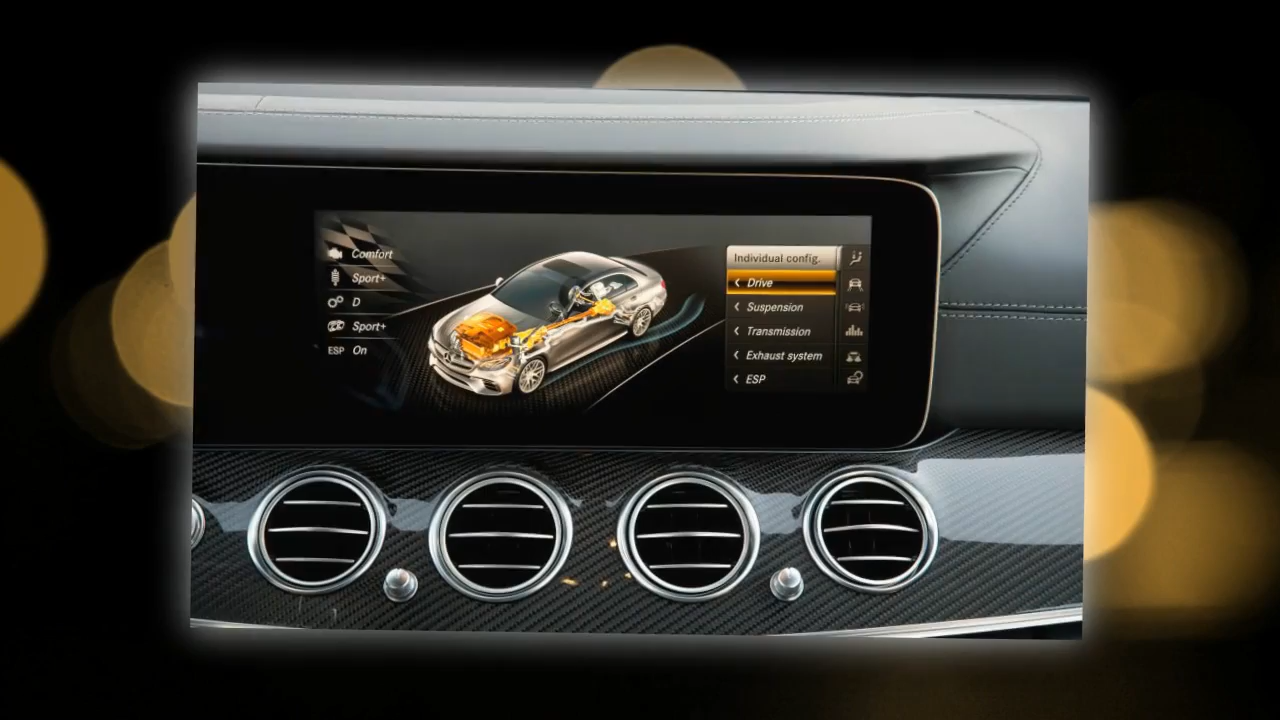 Comfort
Sport+
D
Sport+
ESP On
Individual config.
Drive
Suspension
Transmission
Exhaust system
ESP